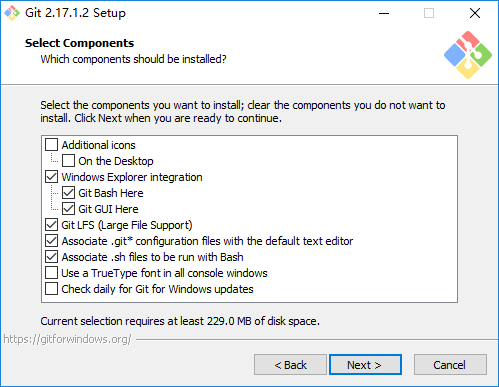 Git 2.17.1.2 Setup
Select Components
Which components should be installed?
Select the components you want to install; clear the components you do not want to
install. Click Next when you are ready to continue.
Additional icons
On the Desktop
Windows Explorer integration
Git Bash Here
Git GUI Here
Git LFS (Large File Support)
Associate .git* configuration files with the default text editor
Associate .sh files to be run with Bash
Use a TrueType font in all console windows
Check daily for Git for Windows updates
Current selection requires at least 229.0 MB of disk space.
https://gitforwindows.org/
< Back
Next >
Cancel